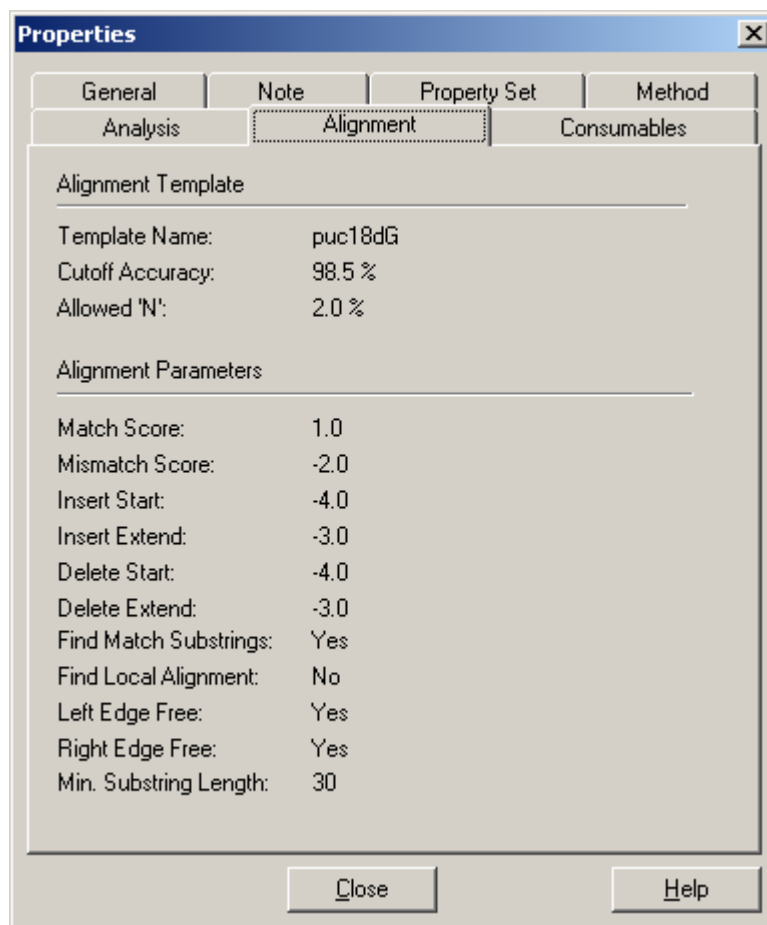 Properties
General Note Property Set Method
Analysis Alignment Consumables
Alignment Template
Template Name: puc18dG
Cutoff Accuracy: 98.5 %
Allowed 'N': 2.0 %
Alignment Parameters
Match Score: 1.0
Mismatch Score: -2.0
Insert Start: -4.0
Insert Extend: -3.0
Delete Start: -4.0
Delete Extend: -3.0
Find Match Substrings: Yes
Find Local Alignment: No
Left Edge Free: Yes
Right Edge Free: Yes
Min. Substring Length: 30
Close Help